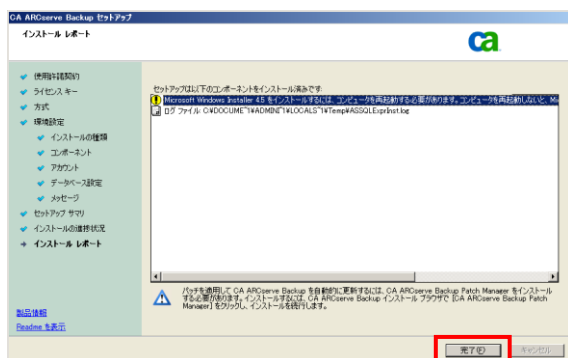 CA ARCserve Backup セットアップ
インストール レポート
ca
使用許諾契約
ライセンス キー
方式
環境設定
インストールの種類
コンポーネント
アカウント
データベース設定
メッセージ
セットアップ サマリ
インストールの進捗状況
インストール レポート
セットアップは以下のコンポーネントをインストール済みです:
Microsoft Windows Installer 4.5 をインストールするには、コンピュータを再起動する必要があります。コンピュータを再起動しないと、Mi
ログ ファイル: C:¥DOCUME~1¥ADMINI~1¥LOCALS~1¥Temp¥ASSQLExprInst.log
パッチを適用して CA ARCserve Backup を自動的に更新するには、CA ARCserve Backup Patch Manager をインストール
する必要があります。インストールするには、CA ARCserve Backup インストール ブラウザで [CA ARCserve Backup Patch
Manager] をクリックし、インストールを続行します。
製品情報
Readme を表示
完了(F)
キャンセル